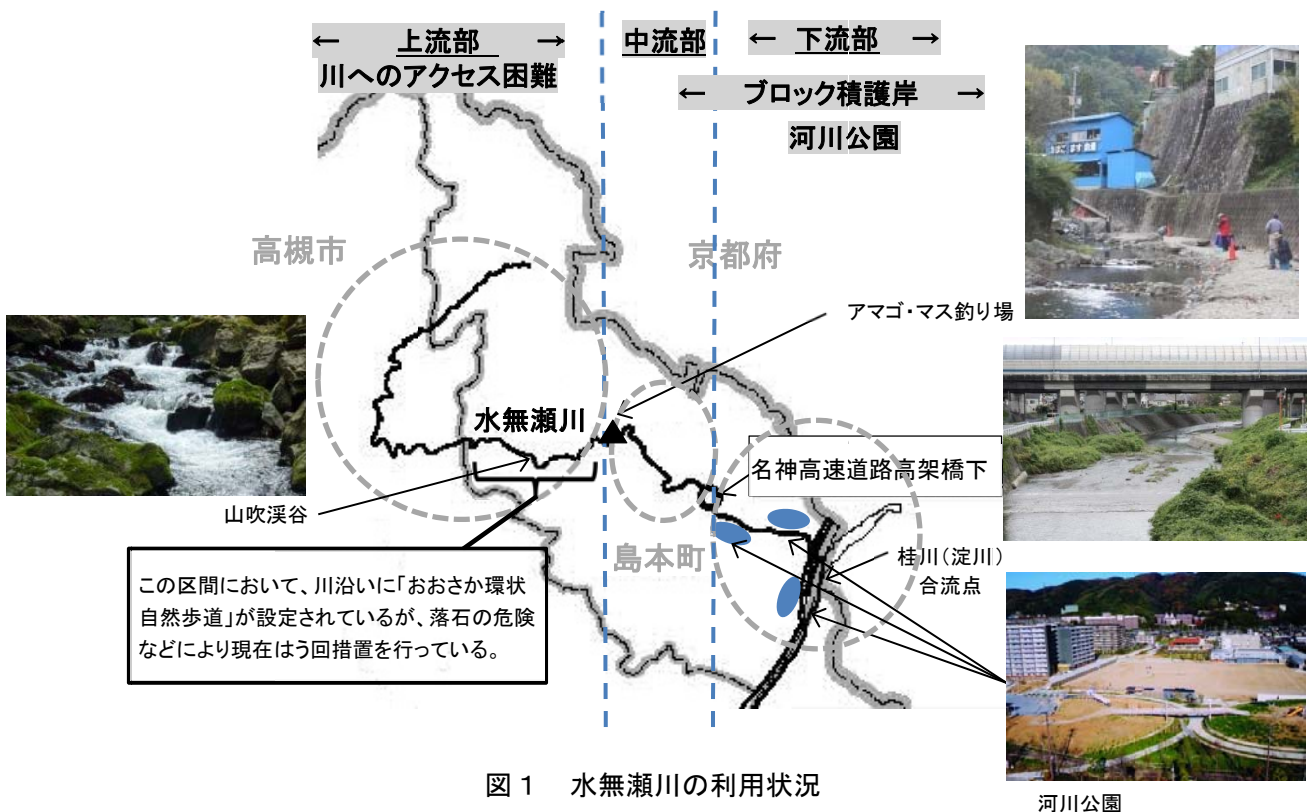 ← 上流部 →
川へのアクセス困難
中流部
← 下流部 →
← ブロック積護岸 →
河川公園
高槻市
京都府
アマゴ・マス釣り場
水無瀬川
名神高速道路高架橋下
山吹渓谷
島本町
桂川(淀川)
合流点
この区間において、川沿いに「おおさか環状
自然歩道」が設定されているが、落石の危険
などにより現在はう回措置を行っている。
図1 水無瀬川の利用状況
河川公園